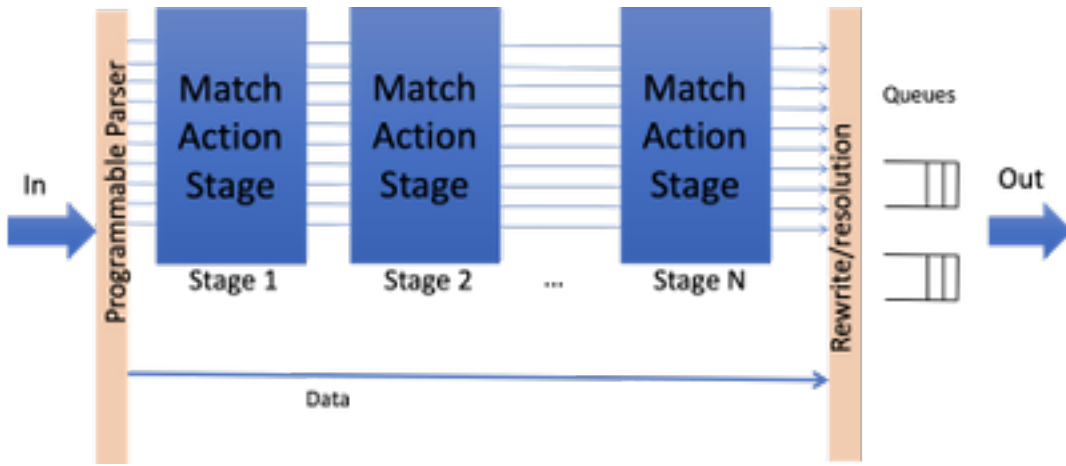 In
Programmable Parser
Match
Action
Stage
Stage 1
Match
Action
Stage
Stage 2
...
Match
Action
Stage
Stage N
Data
Rewrite/resolution
Queues
Out